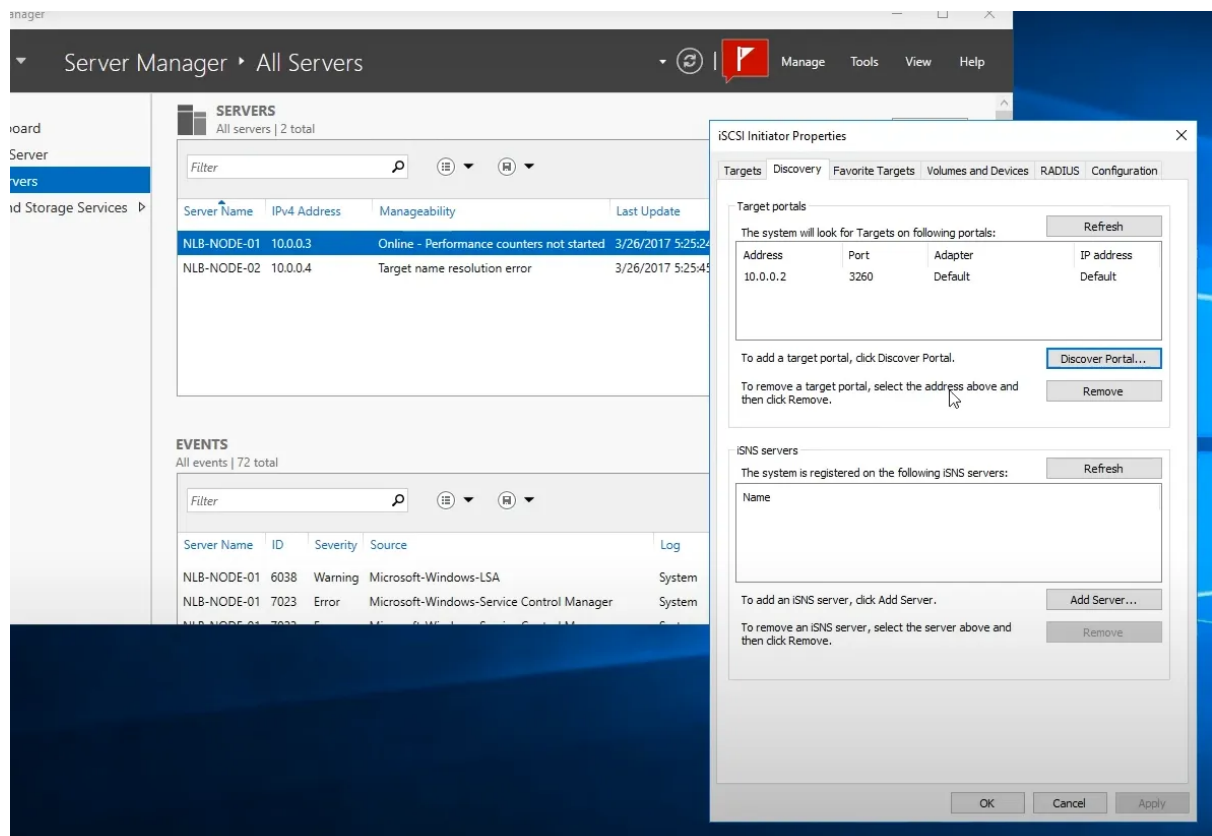 anager
Server Manager ‣ All Servers
Manage Tools View Help
oard
Server
vers
nd Storage Services
SERVERS
All servers | 2 total
Filter
Server Name IPv4 Address Manageability Last Update
NLB-NODE-01 10.0.0.3 Online - Performance counters not started 3/26/2017 5:25:24
NLB-NODE-02 10.0.0.4 Target name resolution error 3/26/2017 5:25:45
EVENTS
All events | 72 total
Filter
Server Name ID Severity Source Log
NLB-NODE-01 6038 Warning Microsoft-Windows-LSA System
NLB-NODE-01 7023 Error Microsoft-Windows-Service Control Manager System
iSCSI Initiator Properties
Targets Discovery Favorite Targets Volumes and Devices RADIUS Configuration
Target portals
The system will look for Targets on following portals:
Refresh
Address Port Adapter IP address
10.0.0.2 3260 Default Default
To add a target portal, click Discover Portal.
Discover Portal...
To remove a target portal, select the address above and
then click Remove.
Remove
iSNS servers
The system is registered on the following iSNS servers:
Refresh
Name
To add an iSNS server, click Add Server.
Add Server...
To remove an iSNS server, select the server above and
then click Remove.
Remove
OK Cancel Apply